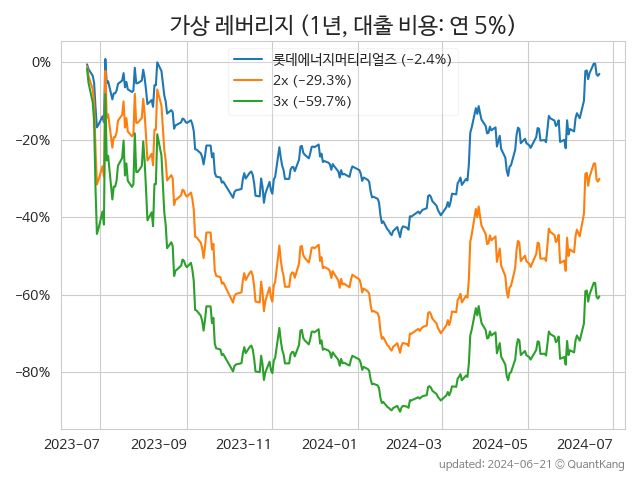 가상 레버리지 (1년, 대출 비용: 연 5%)
롯데에너지머티리얼즈 (−2.4%)
2x (−29.3%)
3x (−59.7%)
0%
−20%
−40%
−60%
−80%
2023-07
2023-09
2023-11
2024-01
2024-03
2024-05
2024-07
updated: 2024-06-21 © QuantKang